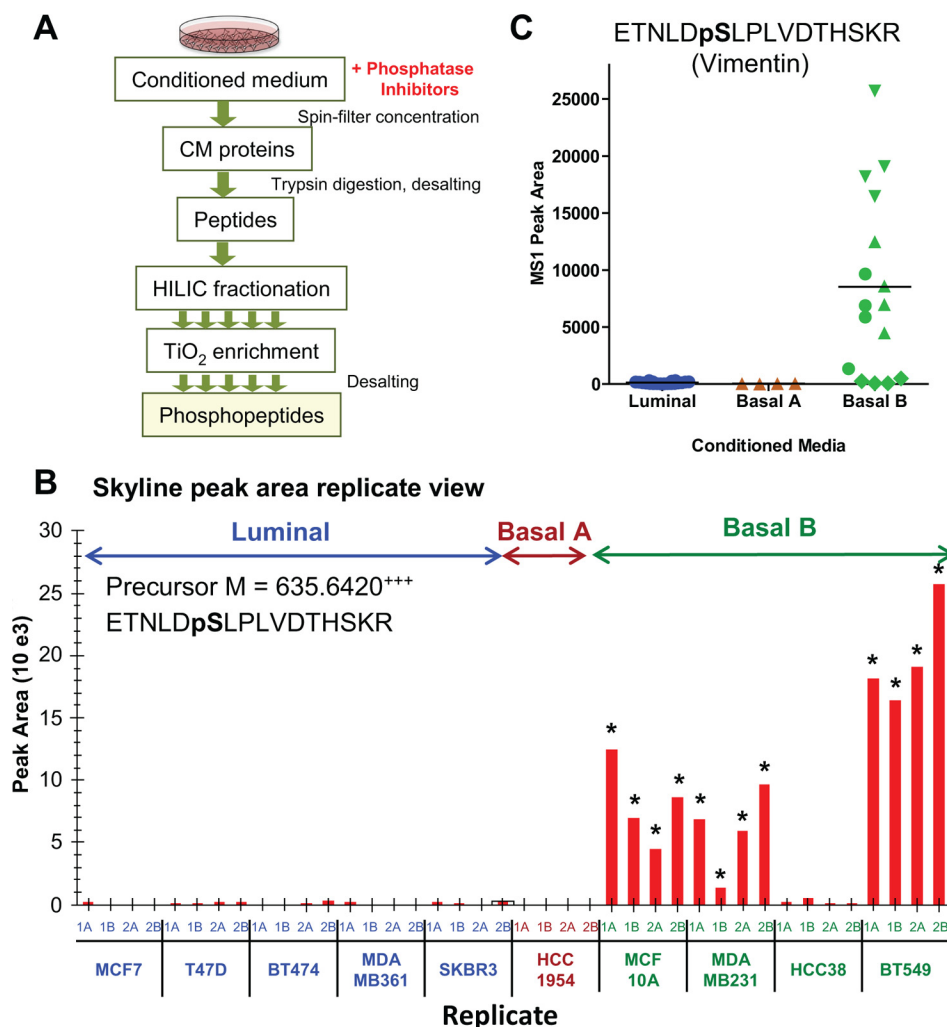 A
Conditioned medium
+ Phosphatase
Inhibitors
Spin-filter concentration
CM proteins
Trypsin digestion, desalting
Peptides
HILIC fractionation
TiO₂ enrichment
Desalting
Phosphopeptides
C
ETNLDpSLPLVDTHSKR
(Vimentin)
MS1 Peak Area
25000
20000
15000
10000
5000
0
Luminal Basal A Basal B
Conditioned Media
B Skyline peak area replicate view
Luminal Basal A Basal B
Precursor M = 635.6420+++
ETNLDpSLPLVDTHSKR
Peak Area (10 e3)
30
25
20
15
10
5
0
* * * * * * * * * * * *
1A 1B 2A 2B 1A 1B 2A 2B 1A 1B 2A 2B 1A 1B 2A 2B 1A 1B 2A 2B 1A 1B 2A 2B 1A 1B 2A 2B 1A 1B 2A 2B 1A 1B 2A 2B 1A 1B 2A 2B
MCF7 T47D BT474 MDA MB361 SKBR3 HCC 1954 MCF 10A MDA MB231 HCC38 BT549
Replicate